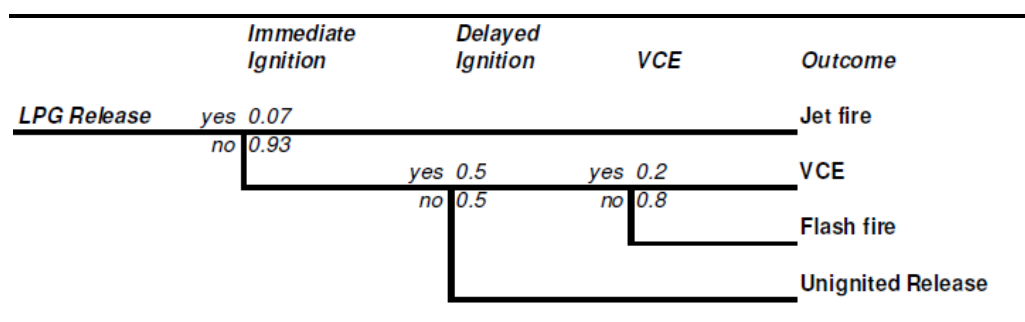 Immediate Ignition Delayed Ignition VCE Outcome
LPG Release yes 0.07 Jet fire
no 0.93
yes 0.5 yes 0.2 VCE
no 0.5 no 0.8
Flash fire
Unignited Release